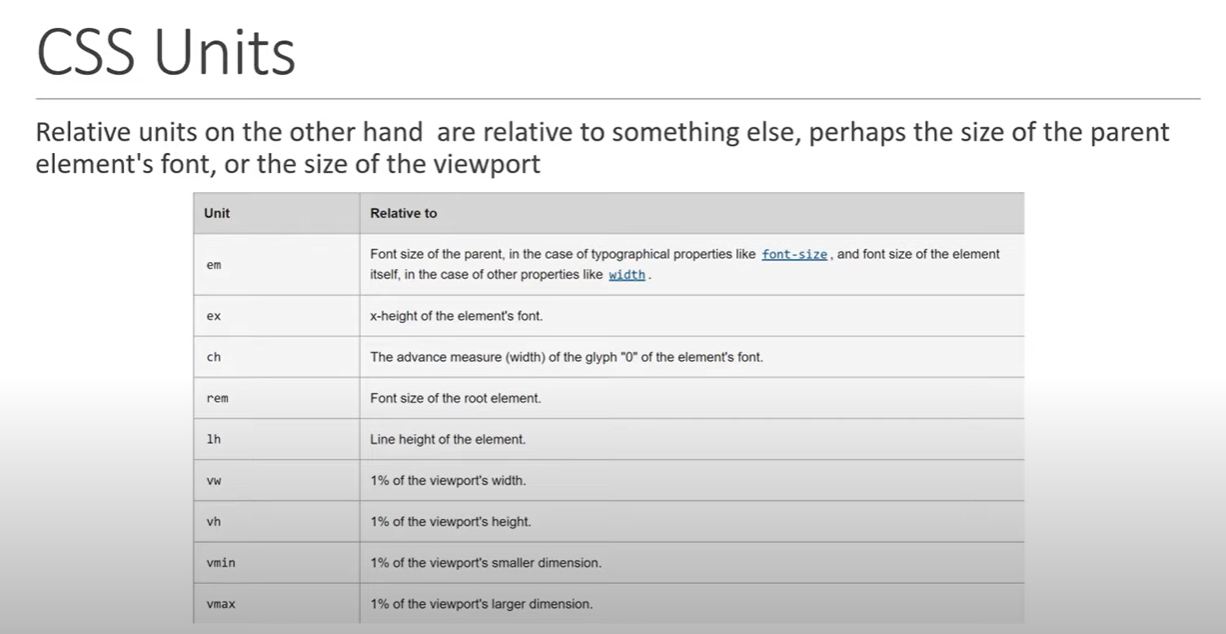 CSS Units
Relative units on the other hand  are relative to something else, perhaps the size of the parent
element's font, or the size of the viewport
Unit Relative to
em Font size of the parent, in the case of typographical properties like font-size, and font size of the element
itself, in the case of other properties like width.
ex x-height of the element's font.
ch The advance measure (width) of the glyph "0" of the element's font.
rem Font size of the root element.
lh Line height of the element.
vw 1% of the viewport's width.
vh 1% of the viewport's height.
vmin 1% of the viewport's smaller dimension.
vmax 1% of the viewport's larger dimension.